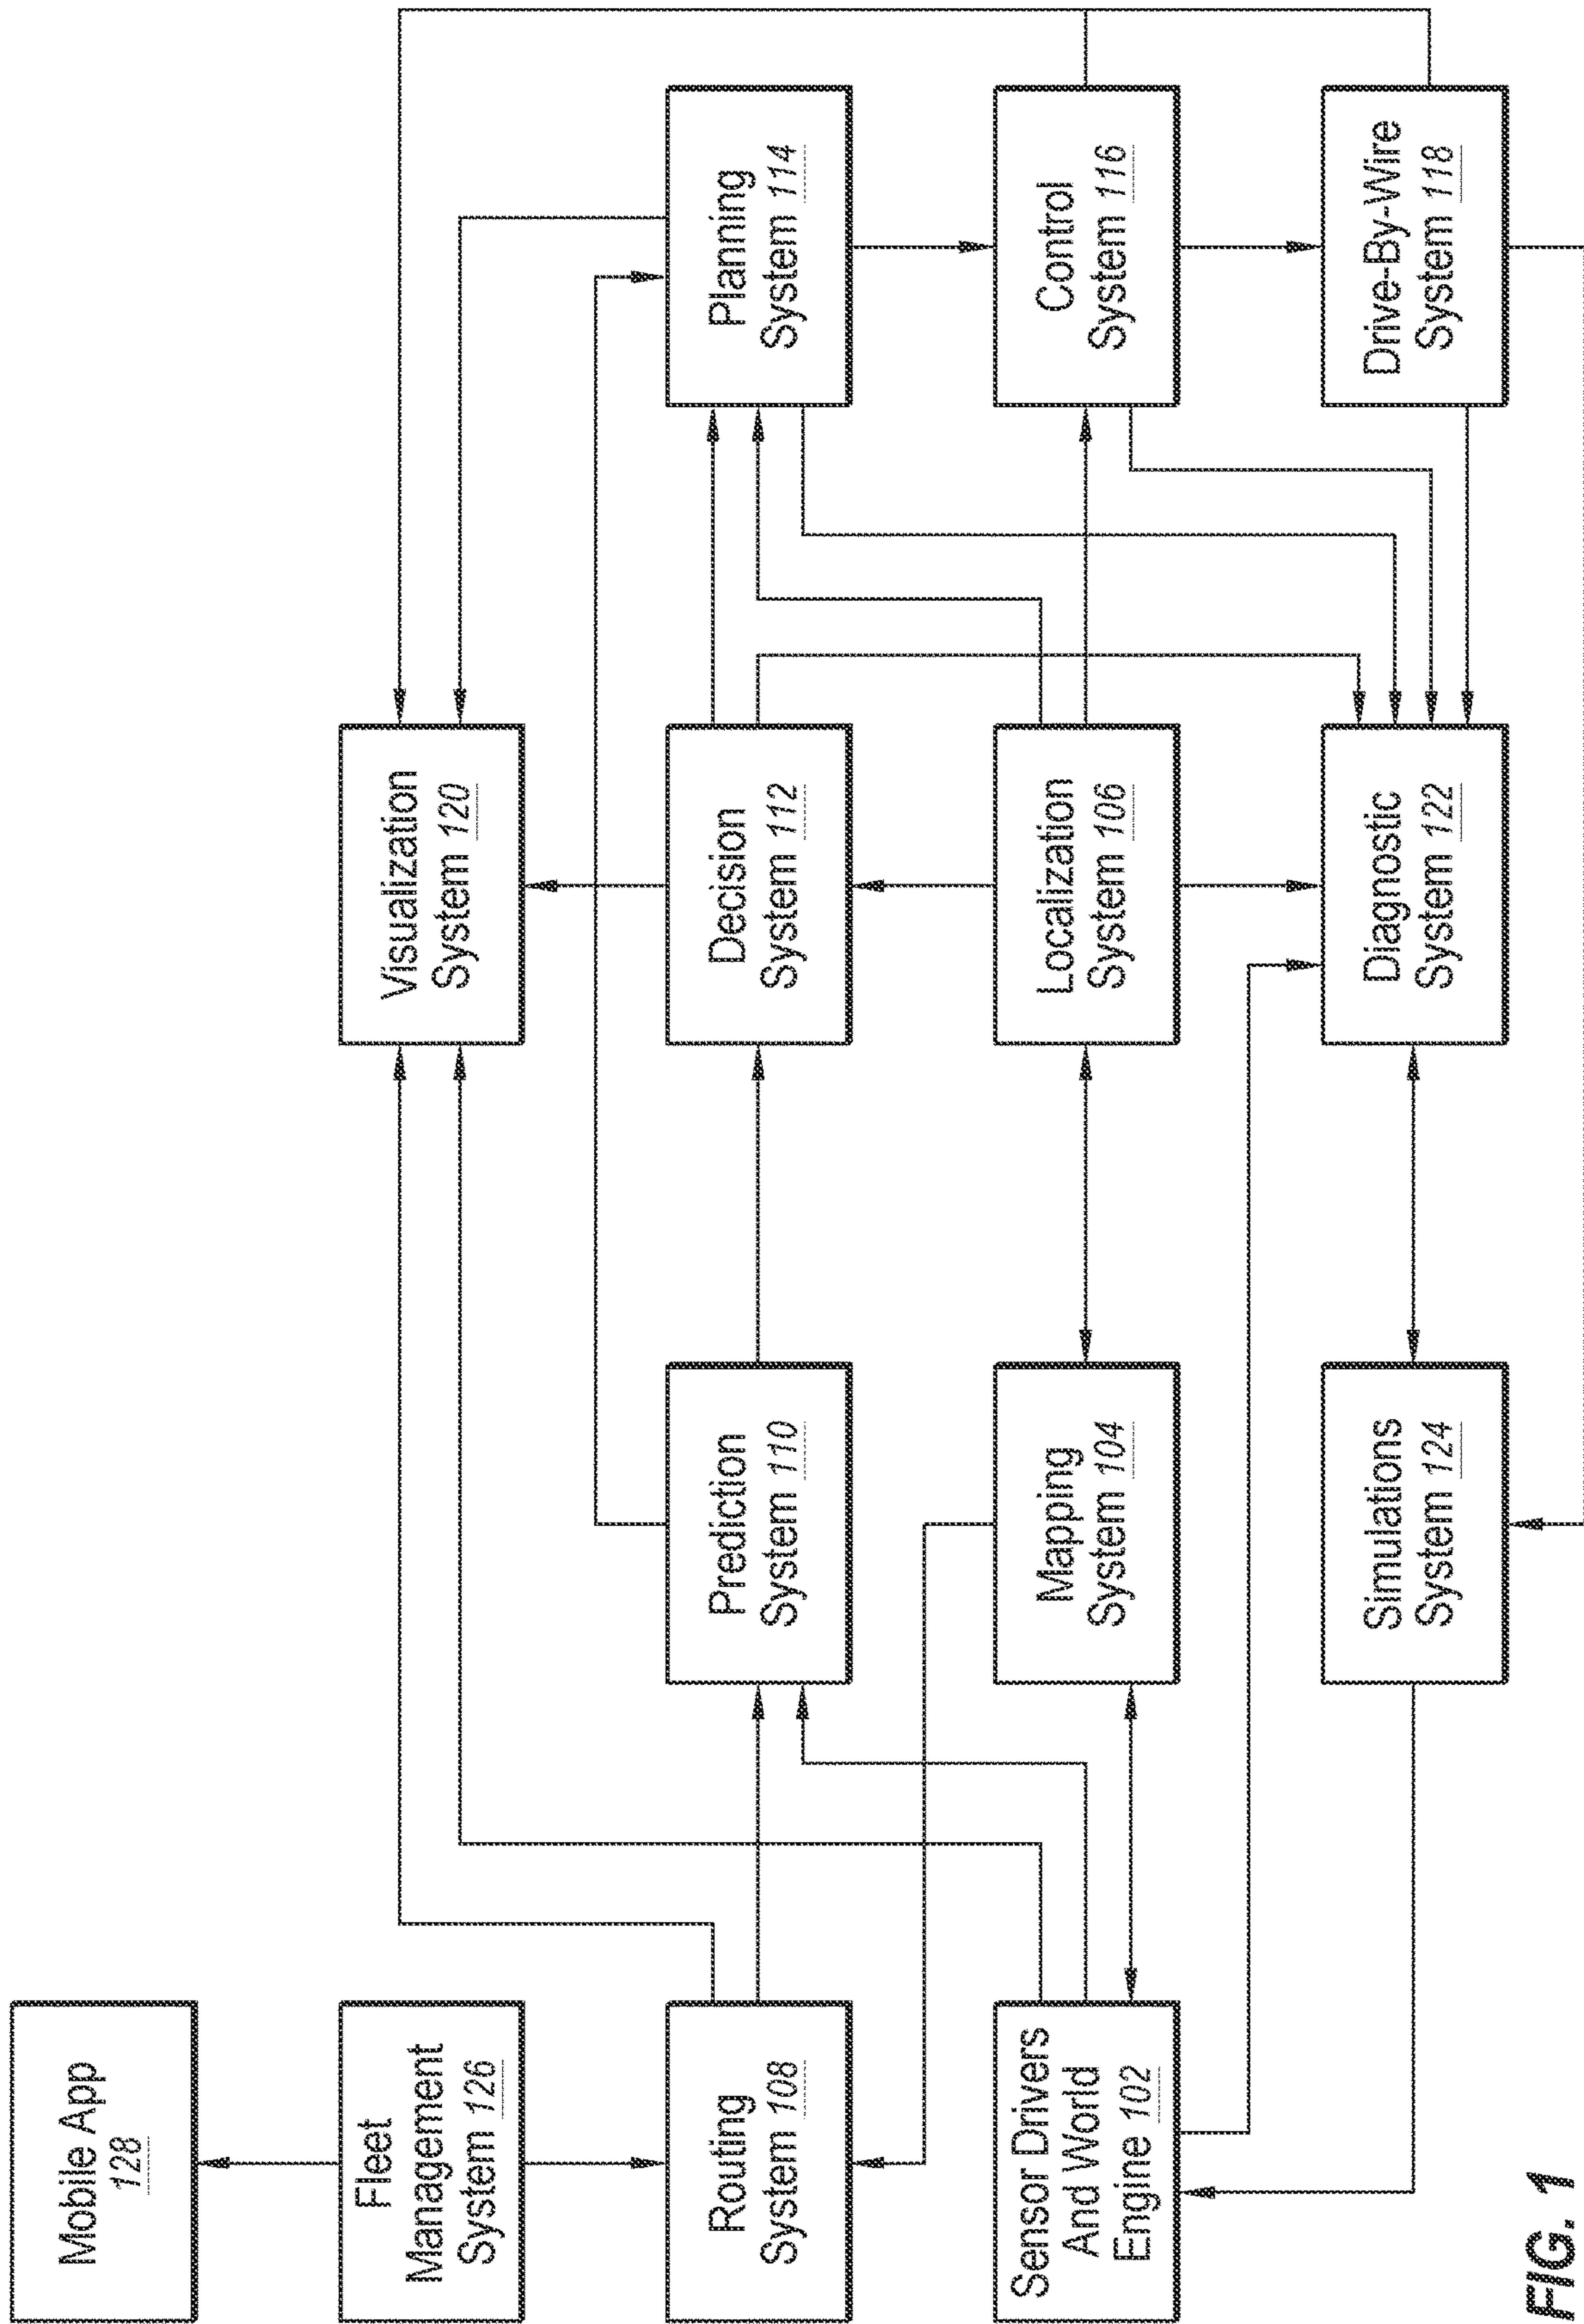 Mobile App
128
Fleet
Management
System 126
Visualization
System 120
Routing
System 108
Prediction
System 110
Decision
System 112
Planning
System 114
Sensor Drivers
And World
Engine 102
Mapping
System 104
Localization
System 106
Control
System 116
Simulations
System 124
Diagnostic
System 122
Drive-By-Wire
System 118
FIG. 1